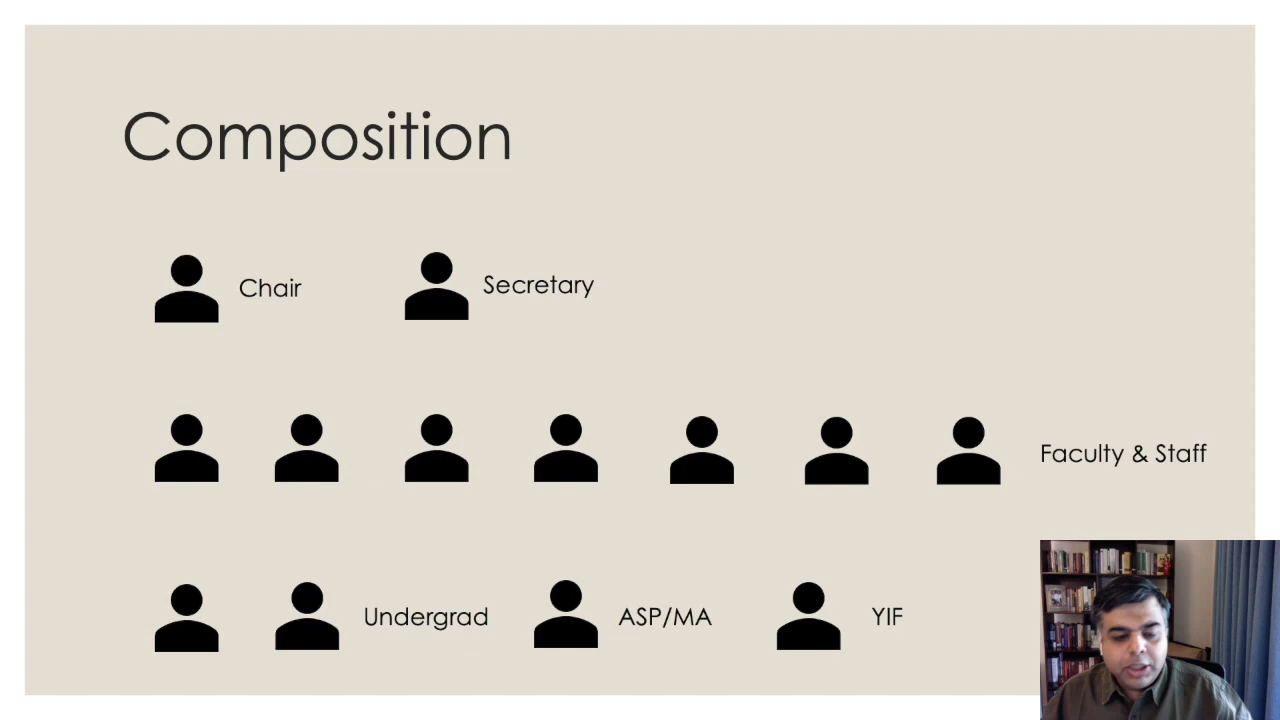 Composition
Chair
Secretary
Faculty & Staff
Undergrad
ASP/MA
YIF